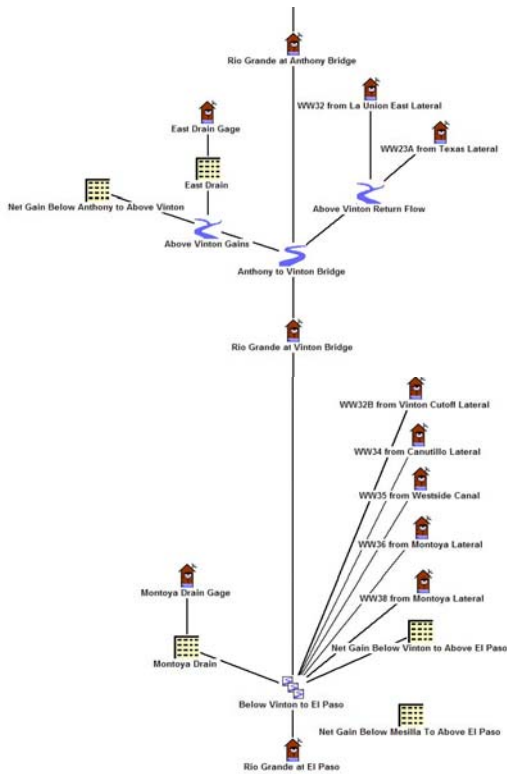 Rio Grande at Anthony Bridge
WW32 from La Union East Lateral
East Drain Gage
WW23A from Texas Lateral
East Drain
Net Gain Below Anthony to Above Vinton
Above Vinton Return Flow
Above Vinton Gains
Anthony to Vinton Bridge
Rio Grande at Vinton Bridge
WW32B from Vinton Cutoff Lateral
WW34 from Canutillo Lateral
WW35 from Westside Canal
WW36 from Montoya Lateral
Montoya Drain Gage
WW38 from Montoya Lateral
Net Gain Below Vinton to Above El Paso
Montoya Drain
Below Vinton to El Paso
Net Gain Below Mesilla To Above El Paso
Rio Grande at El Paso